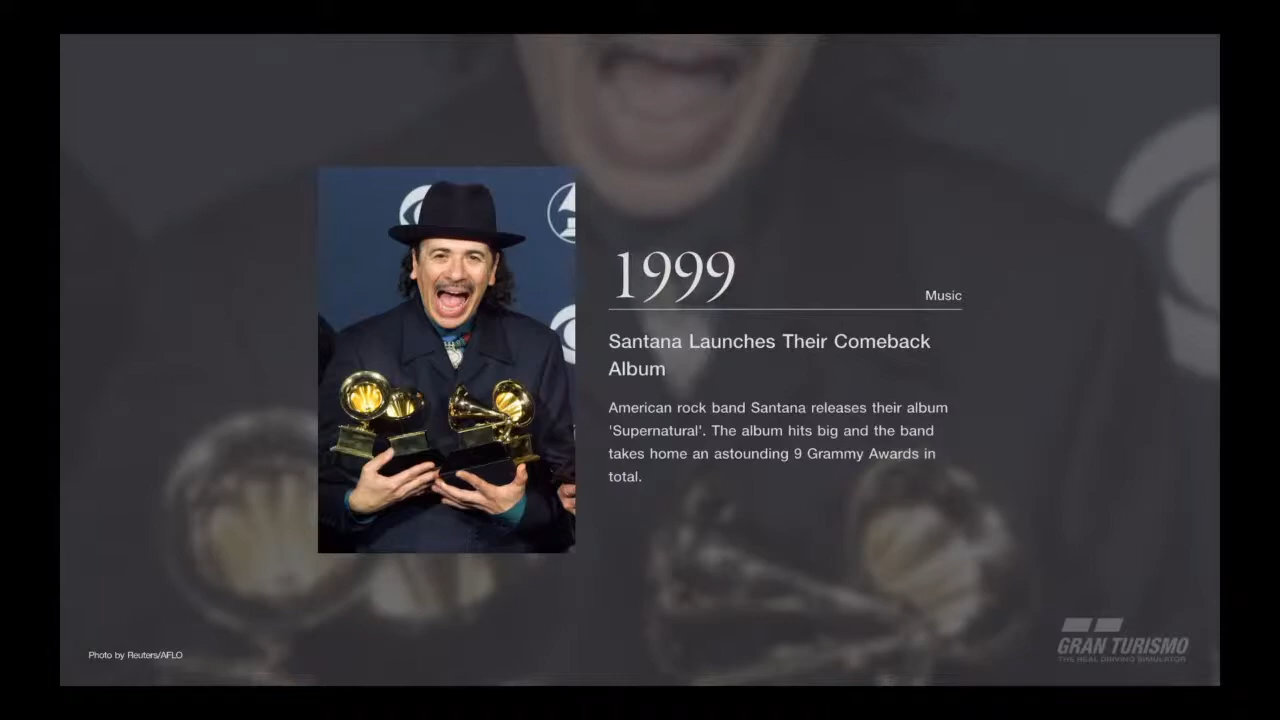 1999
Music
Santana Launches Their Comeback
Album
American rock band Santana releases their album
'Supernatural'. The album hits big and the band
takes home an astounding 9 Grammy Awards in
total.
Photo by Reuters/AFLO
GRAN TURISMO
THE REAL DRIVING SIMULATOR